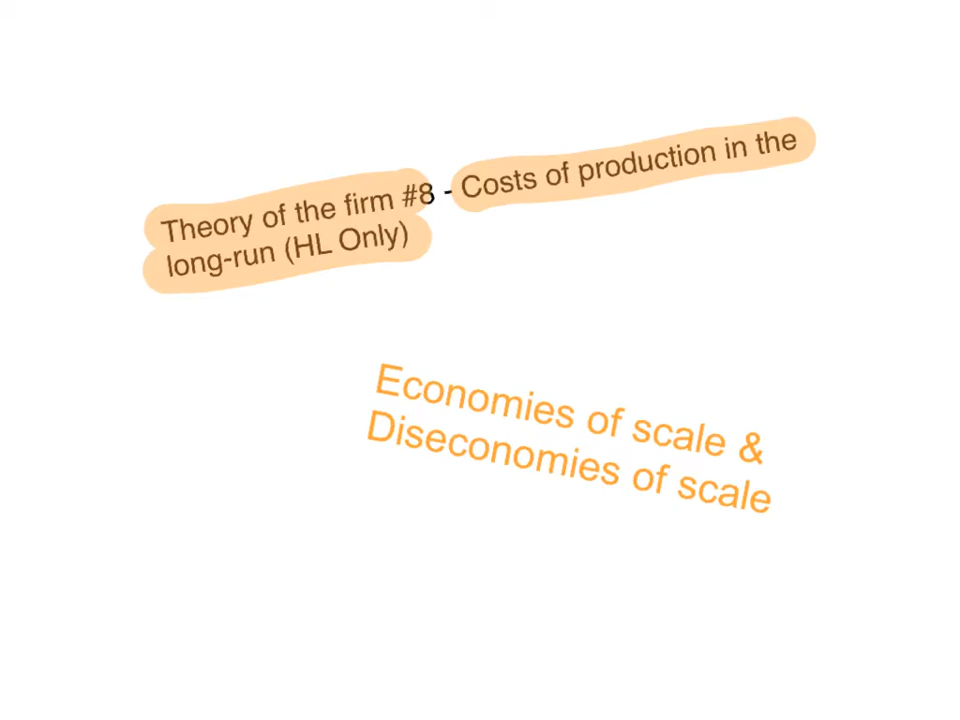 Theory of the firm #8 - Costs of production in the
long-run (HL Only)
Economies of scale &
Diseconomies of scale